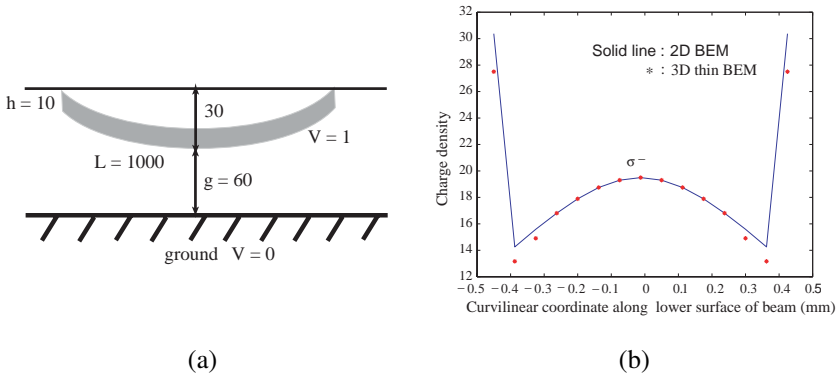 h = 10
30
V = 1
L = 1000
g = 60
ground V = 0
(a)
32
30
28
26
24
22
20
18
16
14
12
Charge density
Solid line : 2D BEM
* : 3D thin BEM
σ−
−0.5 −0.4 −0.3 −0.2 −0.1 0 0.1 0.2 0.3 0.4 0.5
Curvilinear coordinate along lower surface of beam (mm)
(b)